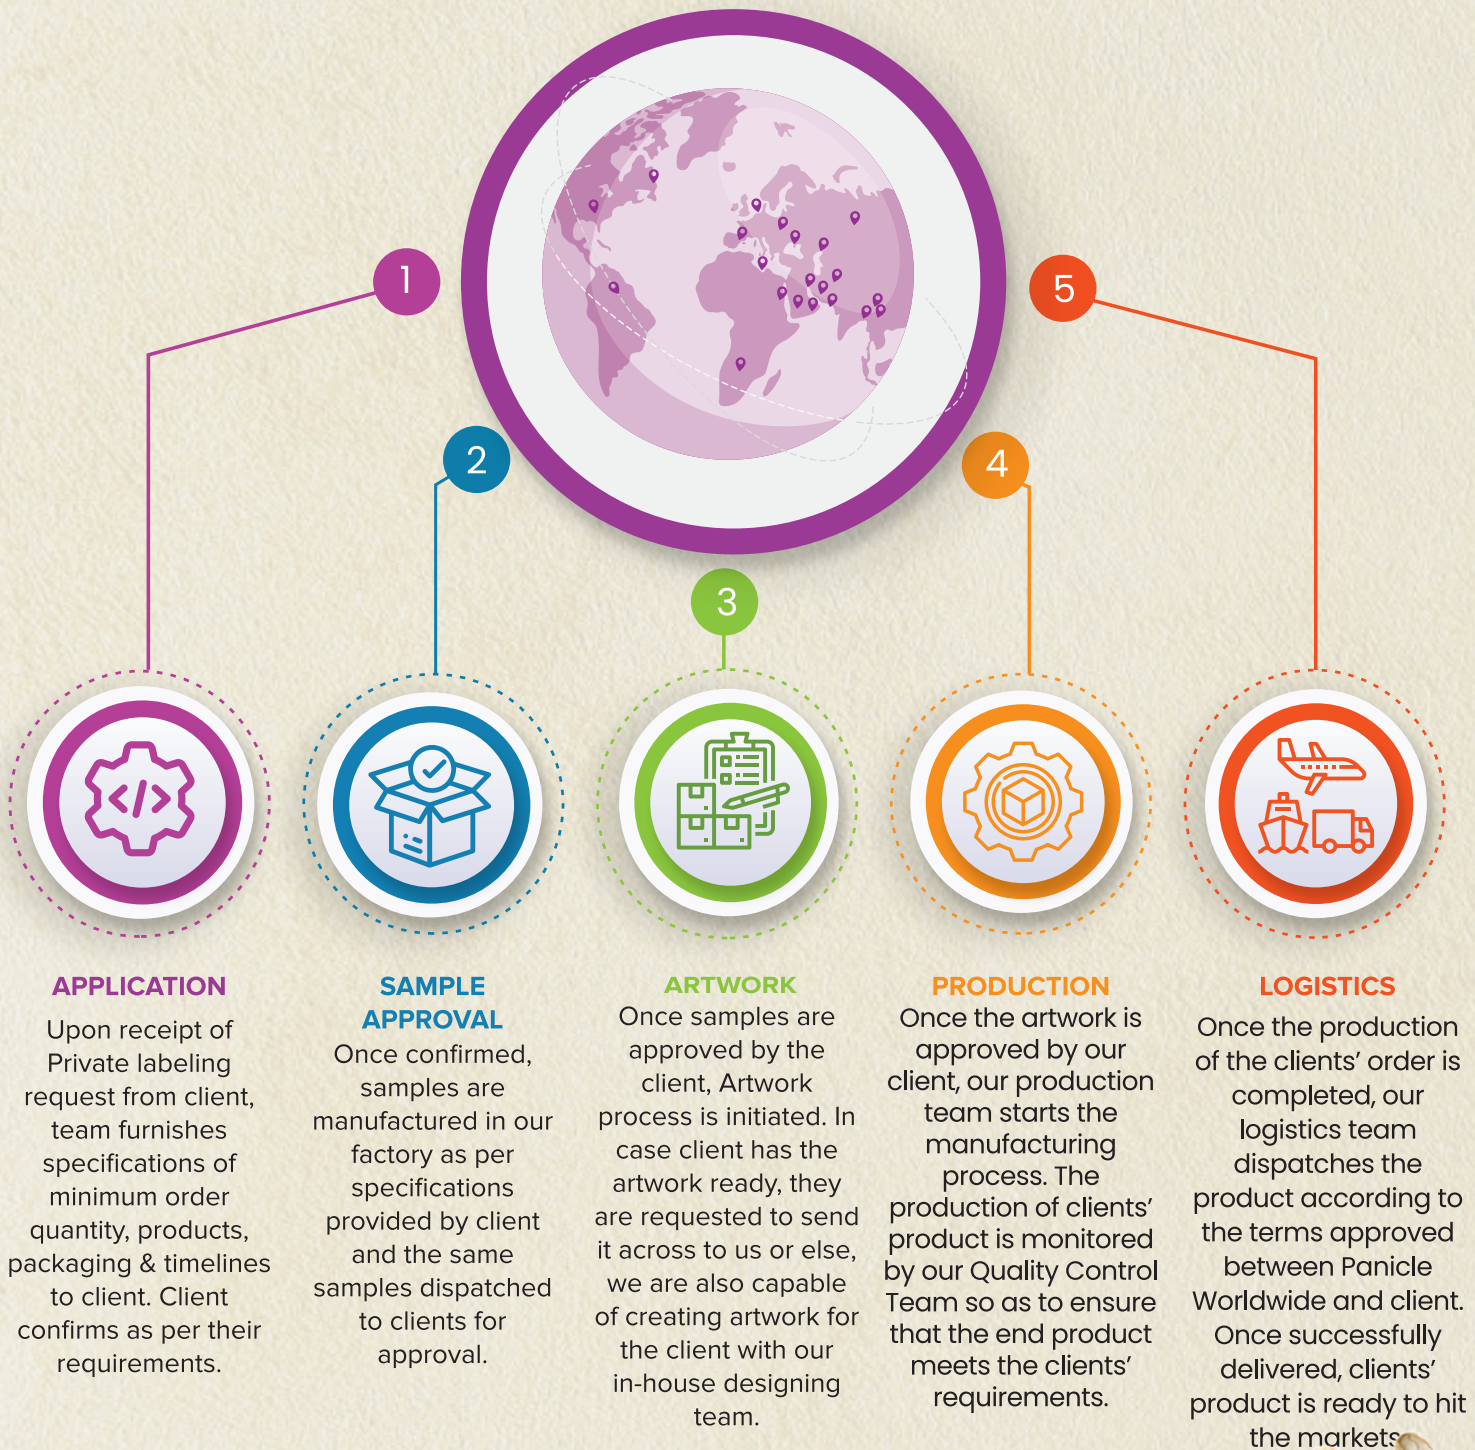 1
2
3
4
5
APPLICATION
Upon receipt of
Private labeling
request from client,
team furnishes
specifications of
minimum order
quantity, products,
packaging & timelines
to client. Client
confirms as per their
requirements.
SAMPLE
APPROVAL
Once confirmed,
samples are
manufactured in our
factory as per
specifications
provided by client
and the same
samples dispatched
to clients for
approval.
ARTWORK
Once samples are
approved by the
client, Artwork
process is initiated. In
case client has the
artwork ready, they
are requested to send
it across to us or else,
we are also capable
of creating artwork for
the client with our
in-house designing
team.
PRODUCTION
Once the artwork is
approved by our
client, our production
team starts the
manufacturing
process. The
production of clients'
product is monitored
by our Quality Control
Team so as to ensure
that the end product
meets the clients'
requirements.
LOGISTICS
Once the production
of the clients' order is
completed, our
logistics team
dispatches the
product according to
the terms approved
between Panicle
Worldwide and client.
Once successfully
delivered, clients'
product is ready to hit
the markets